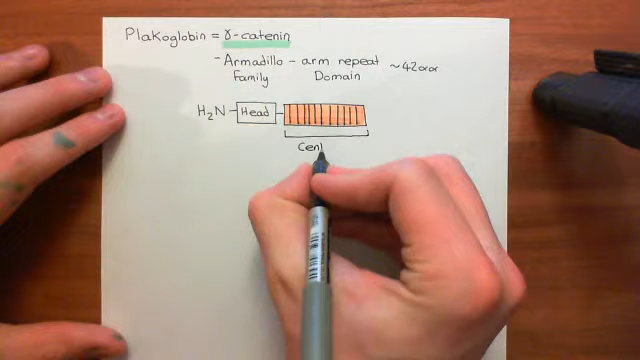 Plakoglobin = γ-catenin
- Armadillo - arm repeat ~42aa
Family Domain
H₂N - Head
Cen